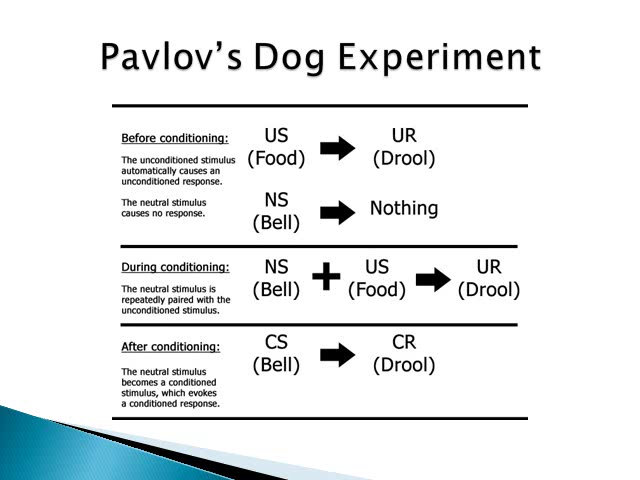 Pavlov's Dog Experiment
Before conditioning:
The unconditioned stimulus
automatically causes an
unconditioned response.
US
(Food)
UR
(Drool)
The neutral stimulus
causes no response.
NS
(Bell)
Nothing
During conditioning:
The neutral stimulus is
repeatedly paired with the
unconditioned stimulus.
NS
(Bell)
+
US
(Food)
UR
(Drool)
After conditioning:
The neutral stimulus
becomes a conditioned
stimulus, which evokes
a conditioned response.
CS
(Bell)
CR
(Drool)